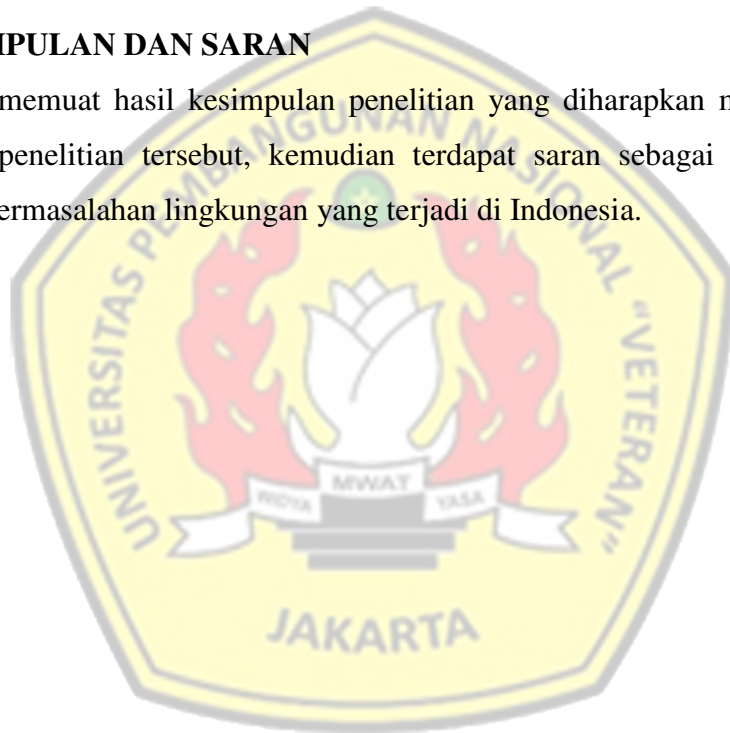 IPULAN DAN SARAN
memuat hasil kesimpulan penelitian yang diharapkan
penelitian tersebut, kemudian terdapat saran sebagai
ermasalahan lingkungan yang terjadi di Indonesia.
UNIVERSITAS PEMBANGUNAN NASIONAL "VETERAN"
WIDYA MWAT YASA
JAKARTA